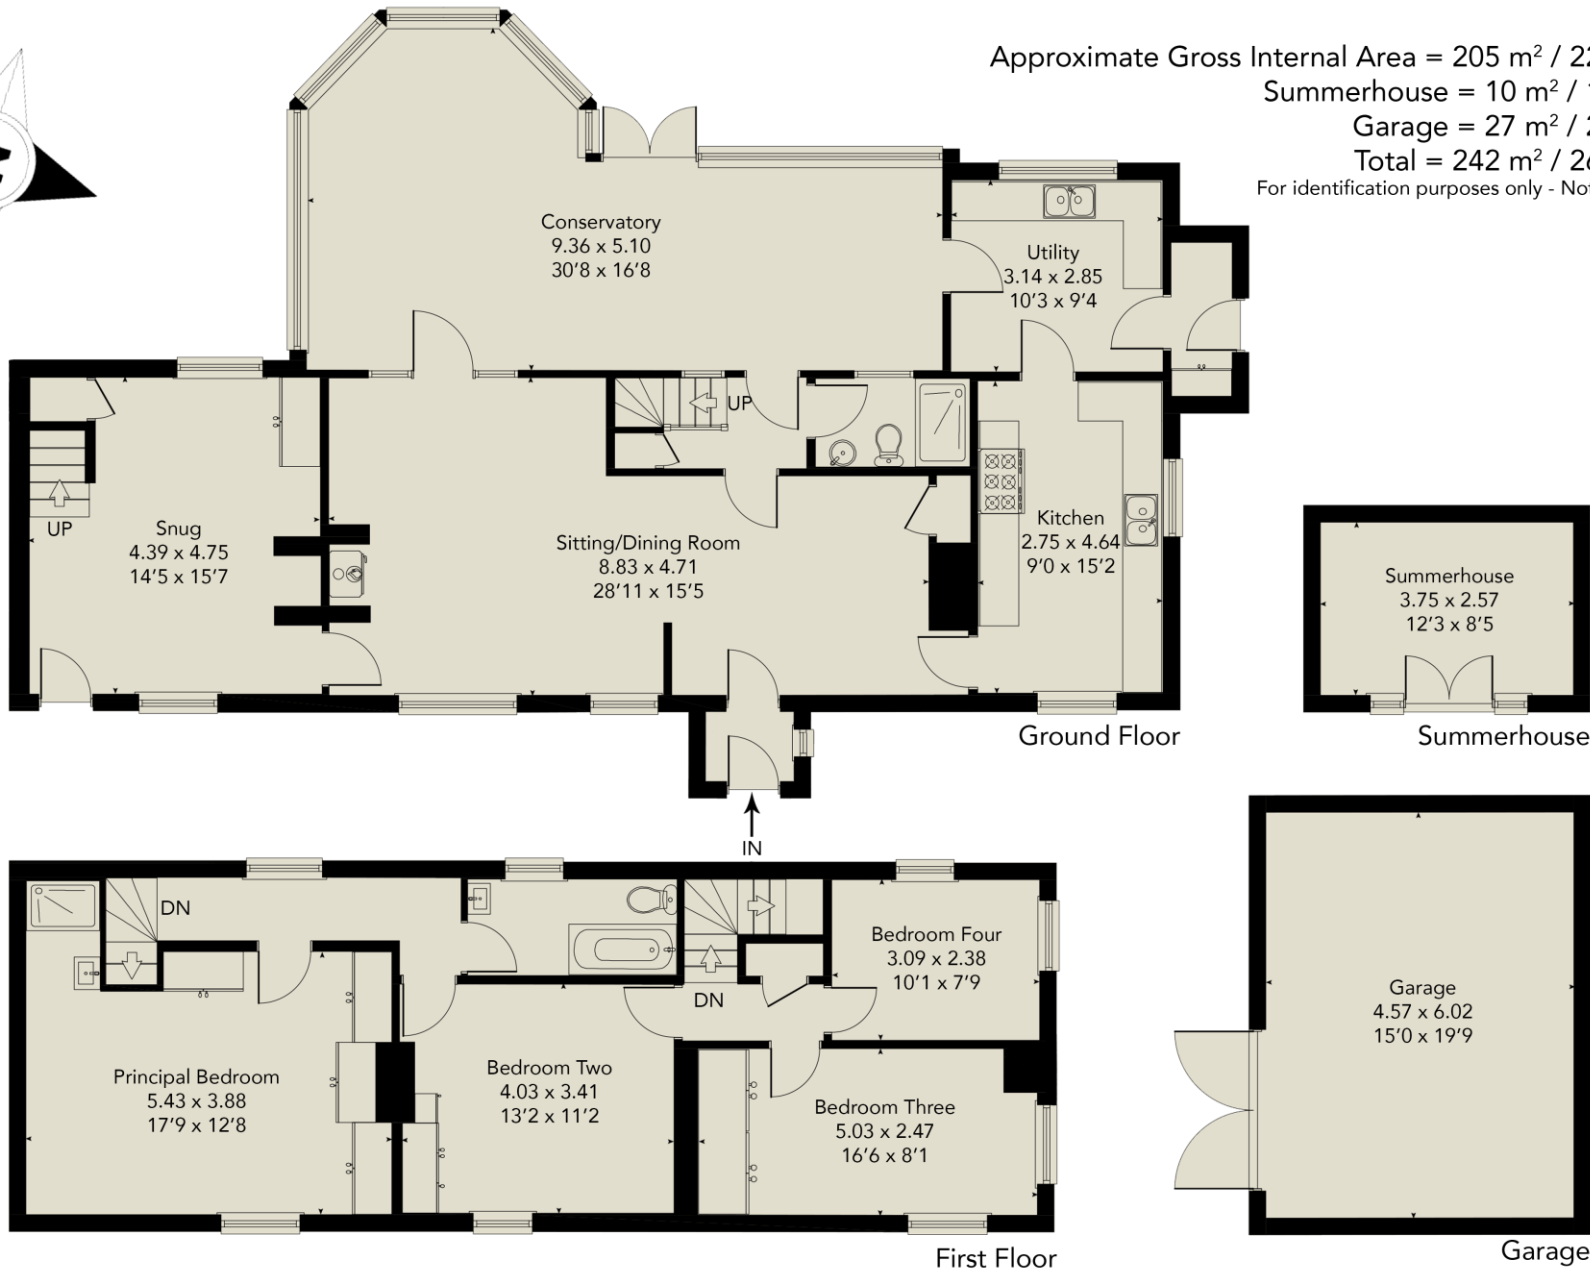 Approximate Gross Internal Area = 205 m² / 22
Summerhouse = 10 m² / 1
Garage = 27 m² / 2
Total = 242 m² / 26
For identification purposes only - Not
Conservatory
9.36 x 5.10
30'8 x 16'8
Utility
3.14 x 2.85
10'3 x 9'4
UP
UP
Snug
4.39 x 4.75
14'5 x 15'7
Sitting/Dining Room
8.83 x 4.71
28'11 x 15'5
Kitchen
2.75 x 4.64
9'0 x 15'2
Summerhouse
3.75 x 2.57
12'3 x 8'5
Ground Floor
Summerhouse
IN
DN
Bedroom Four
3.09 x 2.38
10'1 x 7'9
DN
Principal Bedroom
5.43 x 3.88
17'9 x 12'8
Bedroom Two
4.03 x 3.41
13'2 x 11'2
Bedroom Three
5.03 x 2.47
16'6 x 8'1
Garage
4.57 x 6.02
15'0 x 19'9
First Floor
Garage